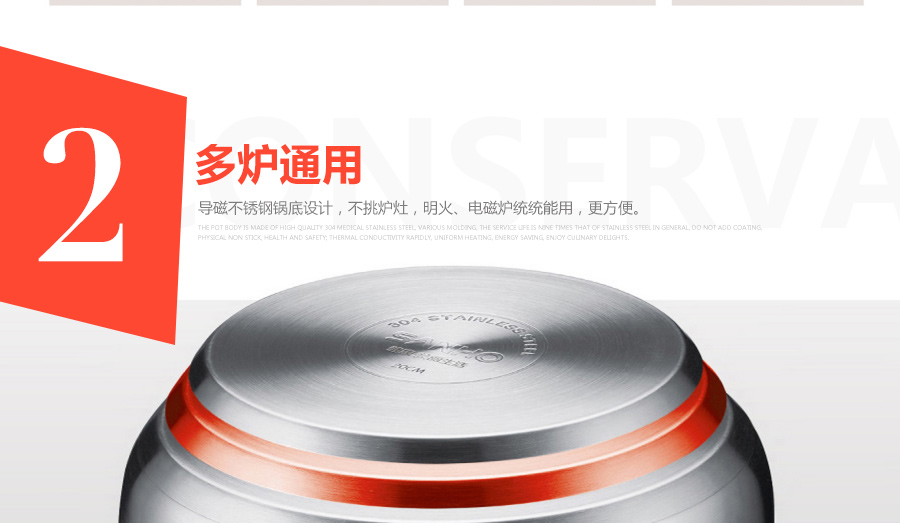 2
多炉通用
导磁不锈钢锅底设计，不挑炉灶，明火、电磁炉统统能用，更方便。
THE POT BODY IS MADE OF HIGH QUALITY 304 MEDICAL STAINLESS STEEL, VARIOUS MOLDING, THE SERVICE LIFE IS NINE TIMES THAT OF STAINLESS STEEL IN GENERAL, DO NOT ADD COATING,
PHYSICAL NON STICK, HEALTH AND SAFETY; THERMAL CONDUCTIVITY RAPIDLY, UNIFORM HEATING, ENERGY SAVING, ENJOY CULINARY DELIGHTS.
304 STAINLESS STEEL
20CM